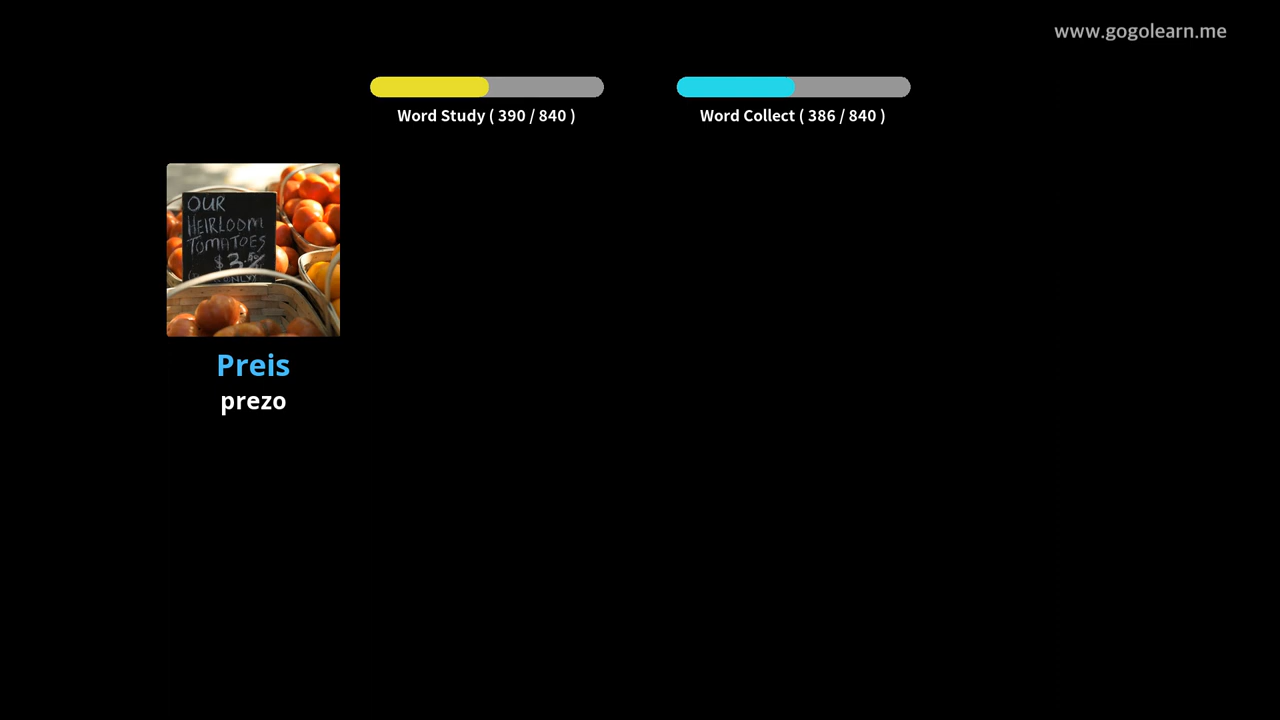 www.gogolearn.me
Word Study ( 390 / 840 )
Word Collect ( 386 / 840 )
OUR
HEIRLOOM
TOMATOES
Preis
prezo